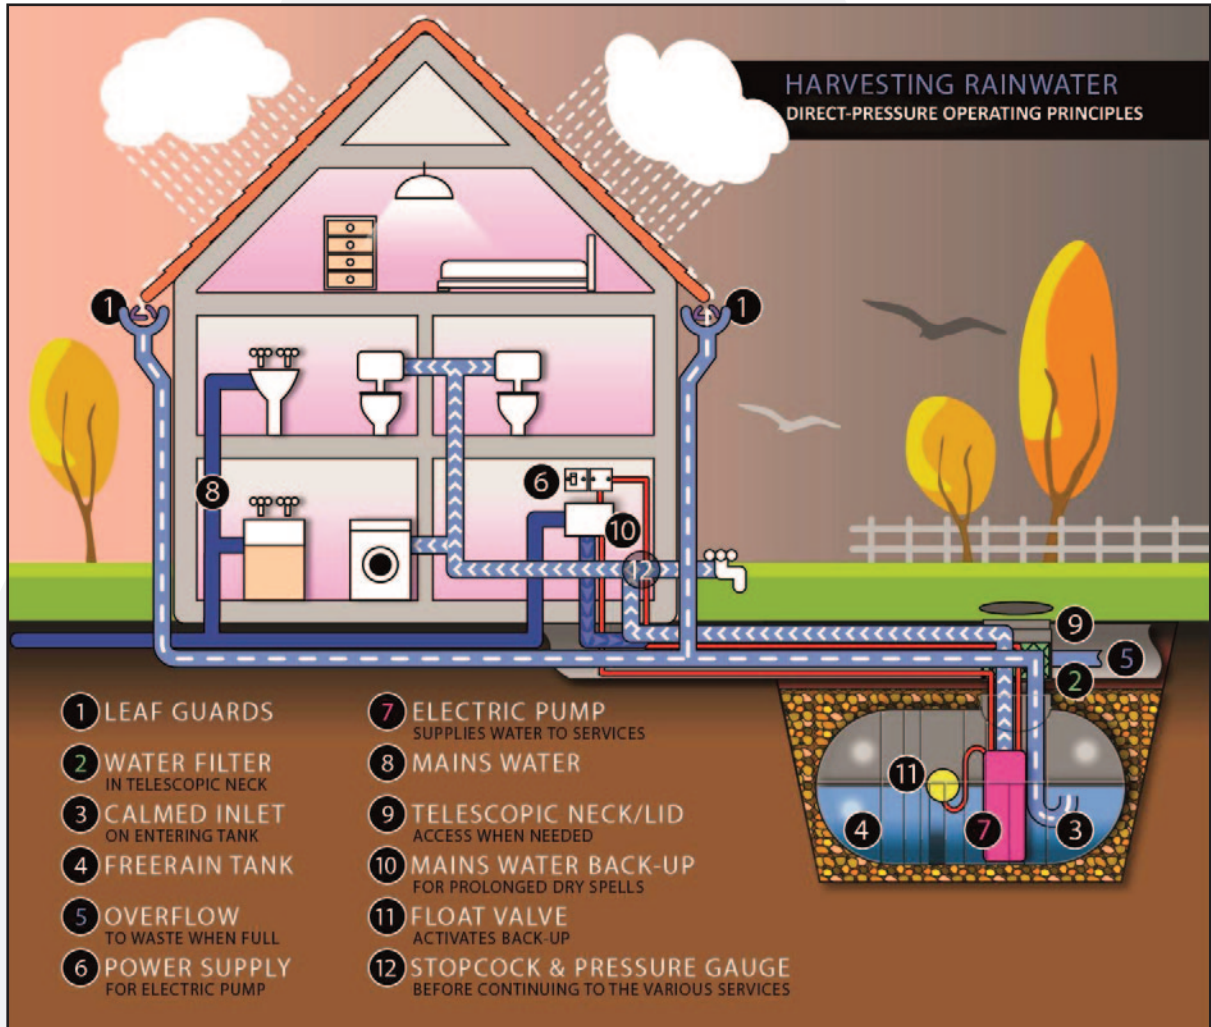 HARVESTING RAINWATER
DIRECT-PRESSURE OPERATING PRINCIPLES
1
1
8
6
10
12
9
5
2
11
4
7
3
1 LEAF GUARDS
2 WATER FILTER
IN TELESCOPIC NECK
3 CALMED INLET
ON ENTERING TANK
4 FREERAIN TANK
5 OVERFLOW
TO WASTE WHEN FULL
6 POWER SUPPLY
FOR ELECTRIC PUMP
7 ELECTRIC PUMP
SUPPLIES WATER TO SERVICES
8 MAINS WATER
9 TELESCOPIC NECK/LID
ACCESS WHEN NEEDED
10 MAINS WATER BACK-UP
FOR PROLONGED DRY SPELLS
11 FLOAT VALVE
ACTIVATES BACK-UP
12 STOPCOCK & PRESSURE GAUGE
BEFORE CONTINUING TO THE VARIOUS SERVICES